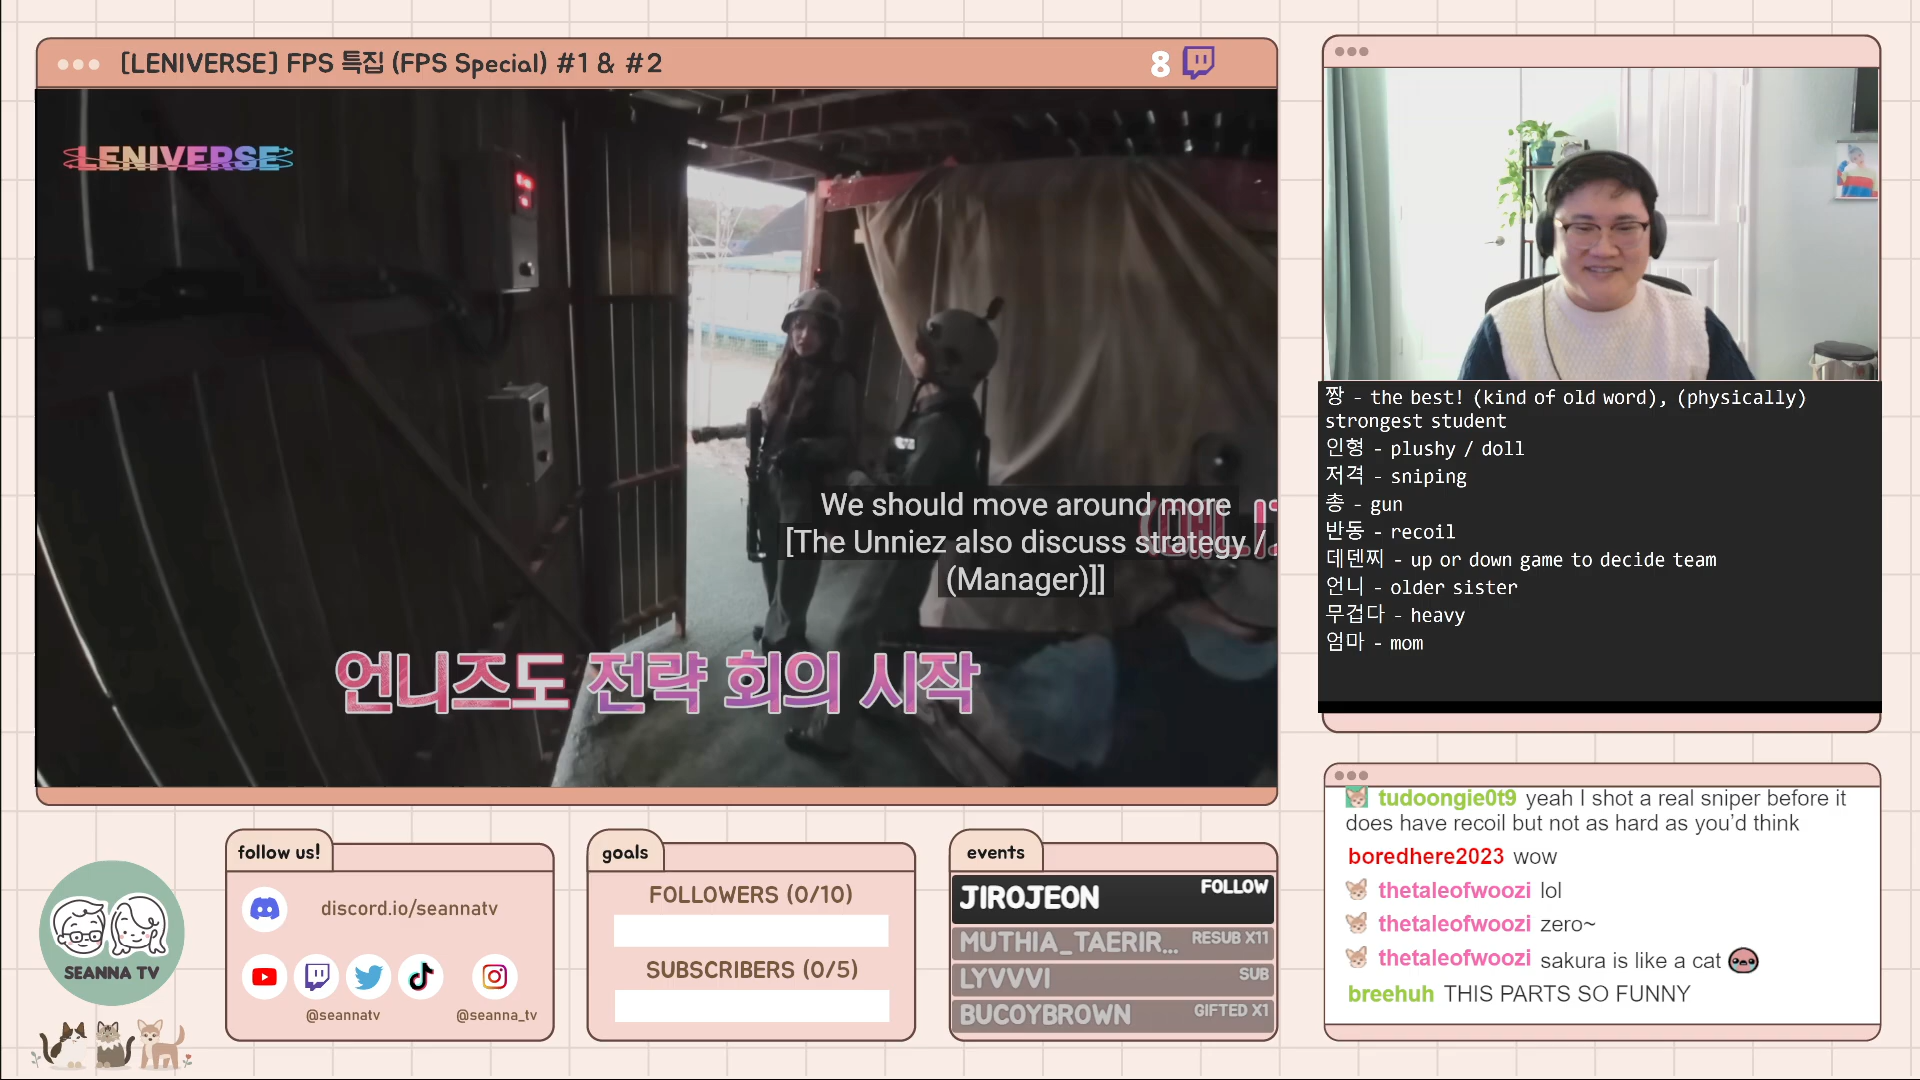 [LENIVERSE] FPS 특집 (FPS Special) #1 & #2
8
LENIVERSE
We should move around more
[The Unniez also discuss strategy /
(Manager)]]
언니즈도 전략 회의 시작
짱 - the best! (kind of old word), (physically)
strongest student
인형 - plushy / doll
저격 - sniping
총 - gun
반동 - recoil
데덴찌 - up or down game to decide team
언니 - older sister
무겁다 - heavy
엄마 - mom
tudoongie0t9 yeah I shot a real sniper before it
does have recoil but not as hard as you'd think
boredhere2023 wow
thetaleofwoozi lol
thetaleofwoozi zero~
thetaleofwoozi sakura is like a cat
breehuh THIS PARTS SO FUNNY
SEANNA TV
follow us!
discord.io/seannatv
@seannatv
@seanna_tv
goals
FOLLOWERS (0/10)
SUBSCRIBERS (0/5)
events
JIROJEON FOLLOW
MUTHIA_TAERIR... RESUB X11
LYVVVI SUB
BUCOYBROWN GIFTED X1